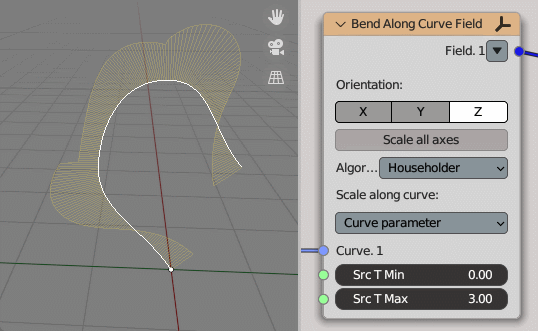 Bend Along Curve Field
Field. 1
Orientation:
X Y Z
Scale all axes
Algor... Householder
Scale along curve:
Curve parameter
Curve. 1
Src T Min 0.00
Src T Max 3.00